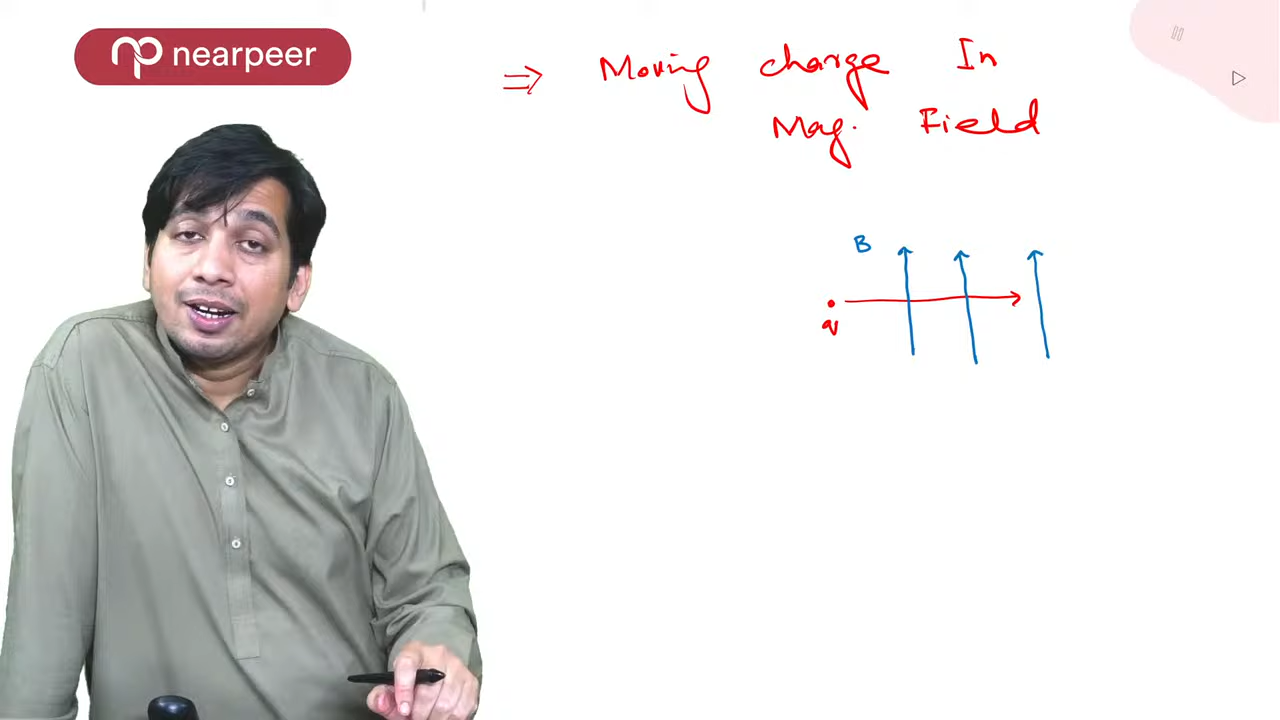 nearpeer
⇒ Moving charge In
Mag. Field
B
q